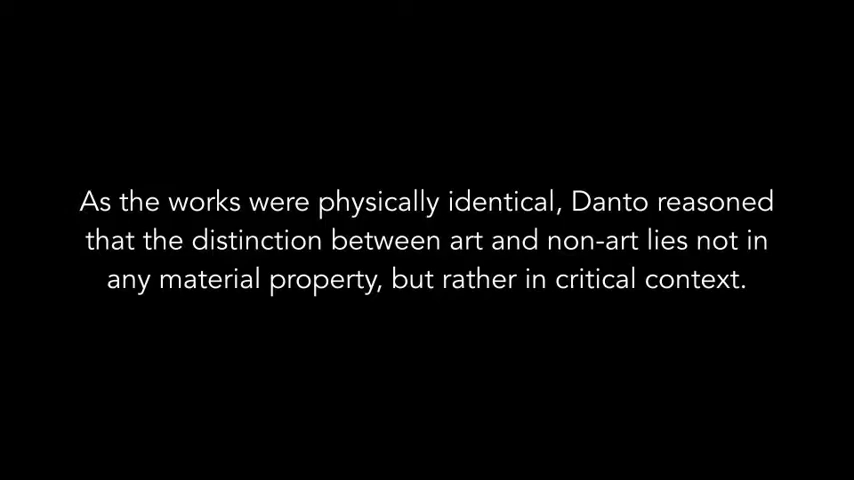 As the works were physically identical, Danto reasoned
that the distinction between art and non-art lies not in
any material property, but rather in critical context.